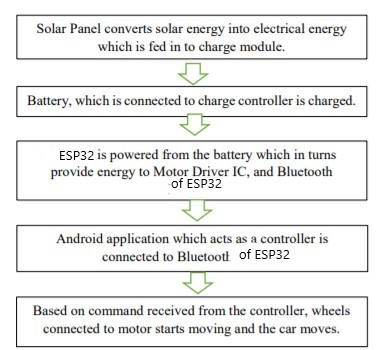 Solar Panel converts solar energy into electrical energy
which is fed in to charge module.
Battery, which is connected to charge controller is charged.
ESP32 is powered from the battery which in turns
provide energy to Motor Driver IC, and Bluetooth
of ESP32
Android application which acts as a controller is
connected to Bluetooth of ESP32
Based on command received from the controller, wheels
connected to motor starts moving and the car moves.